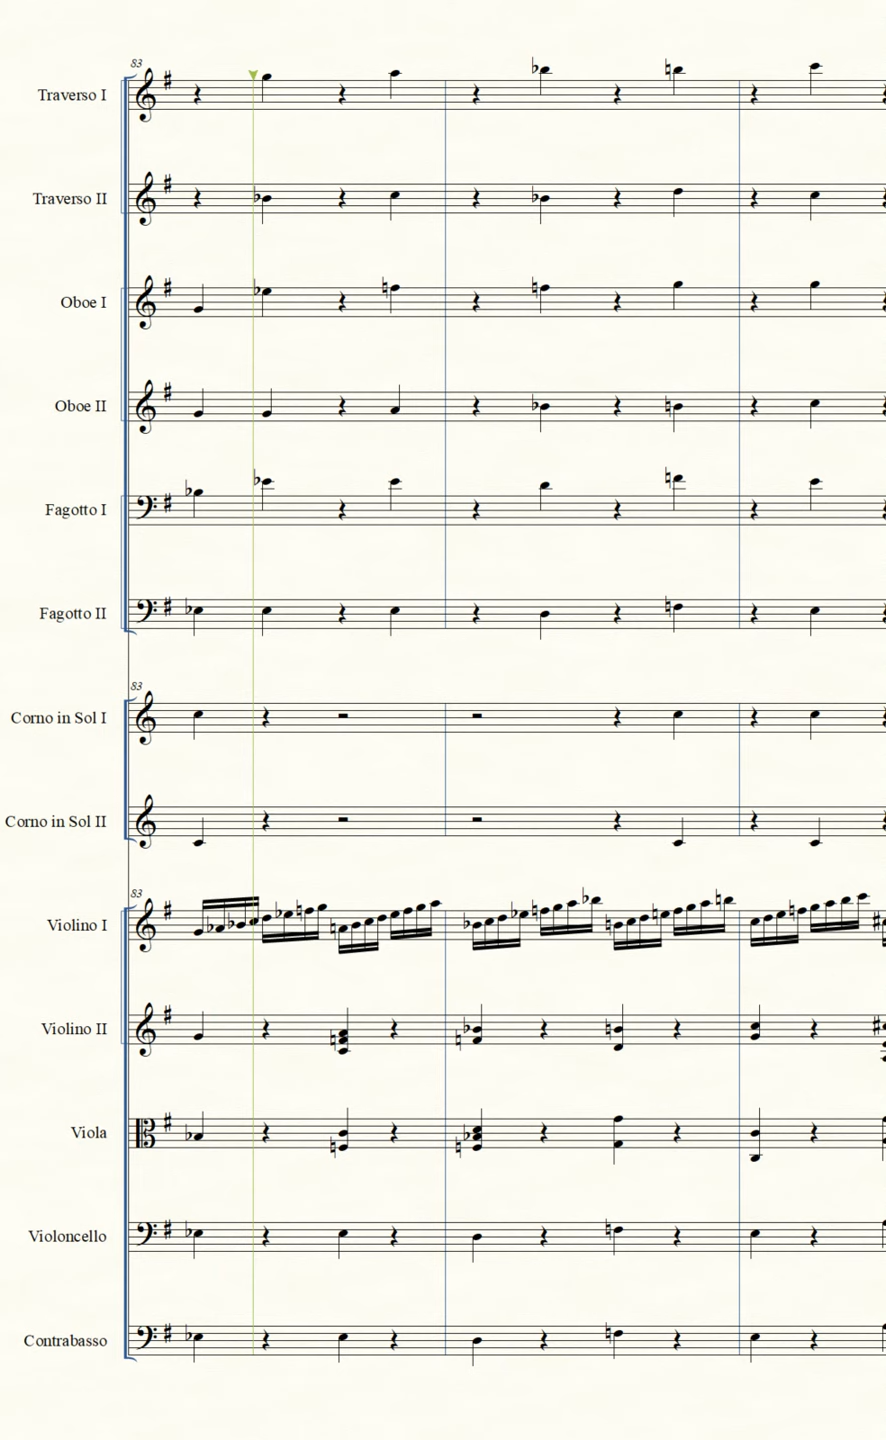 83
Traverso I
Traverso II
Oboe I
Oboe II
Fagotto I
Fagotto II
83
Corno in Sol I
Corno in Sol II
83
Violino I
Violino II
Viola
Violoncello
Contrabasso